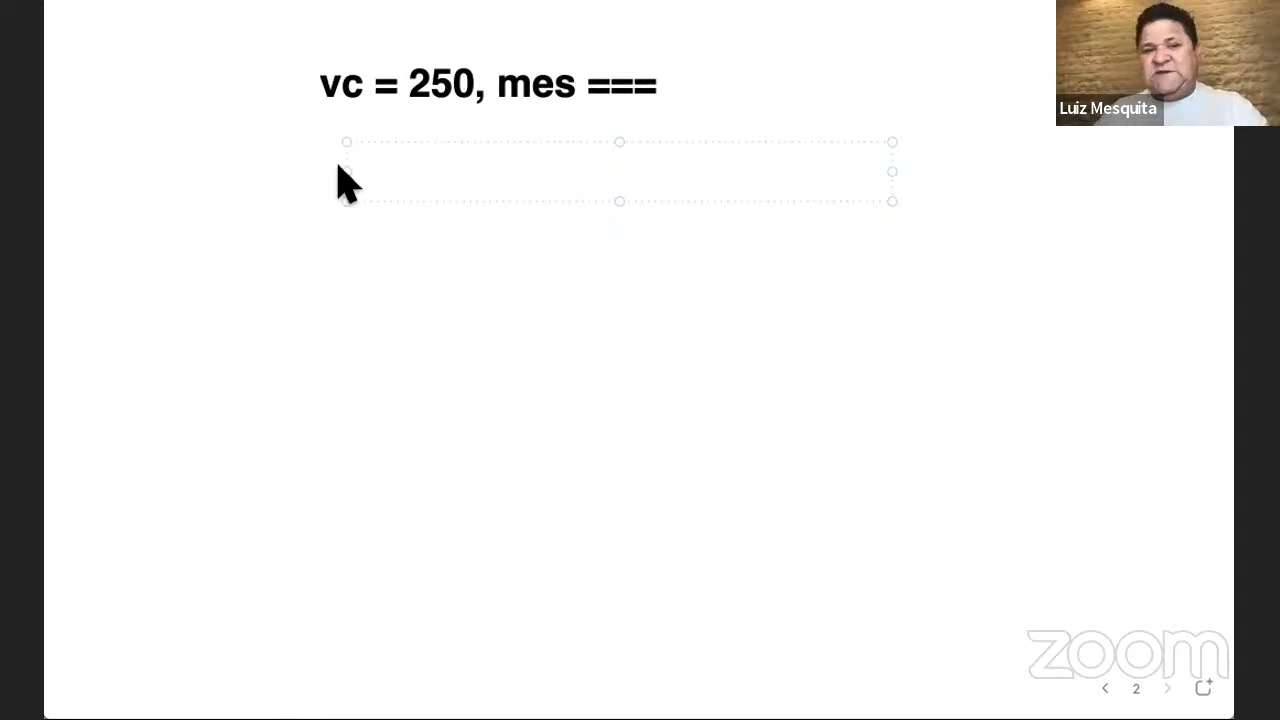 vc = 250, mes ===
Luiz Mesquita
zoom
2